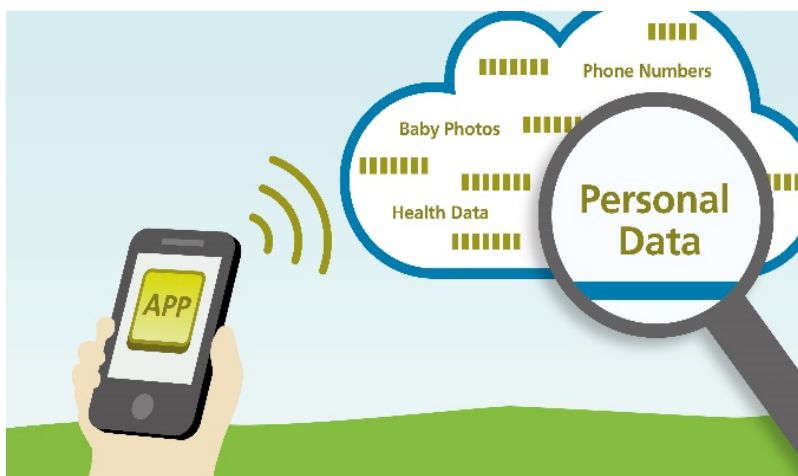 Phone Numbers
Baby Photos
Health Data
Personal
Data
APP